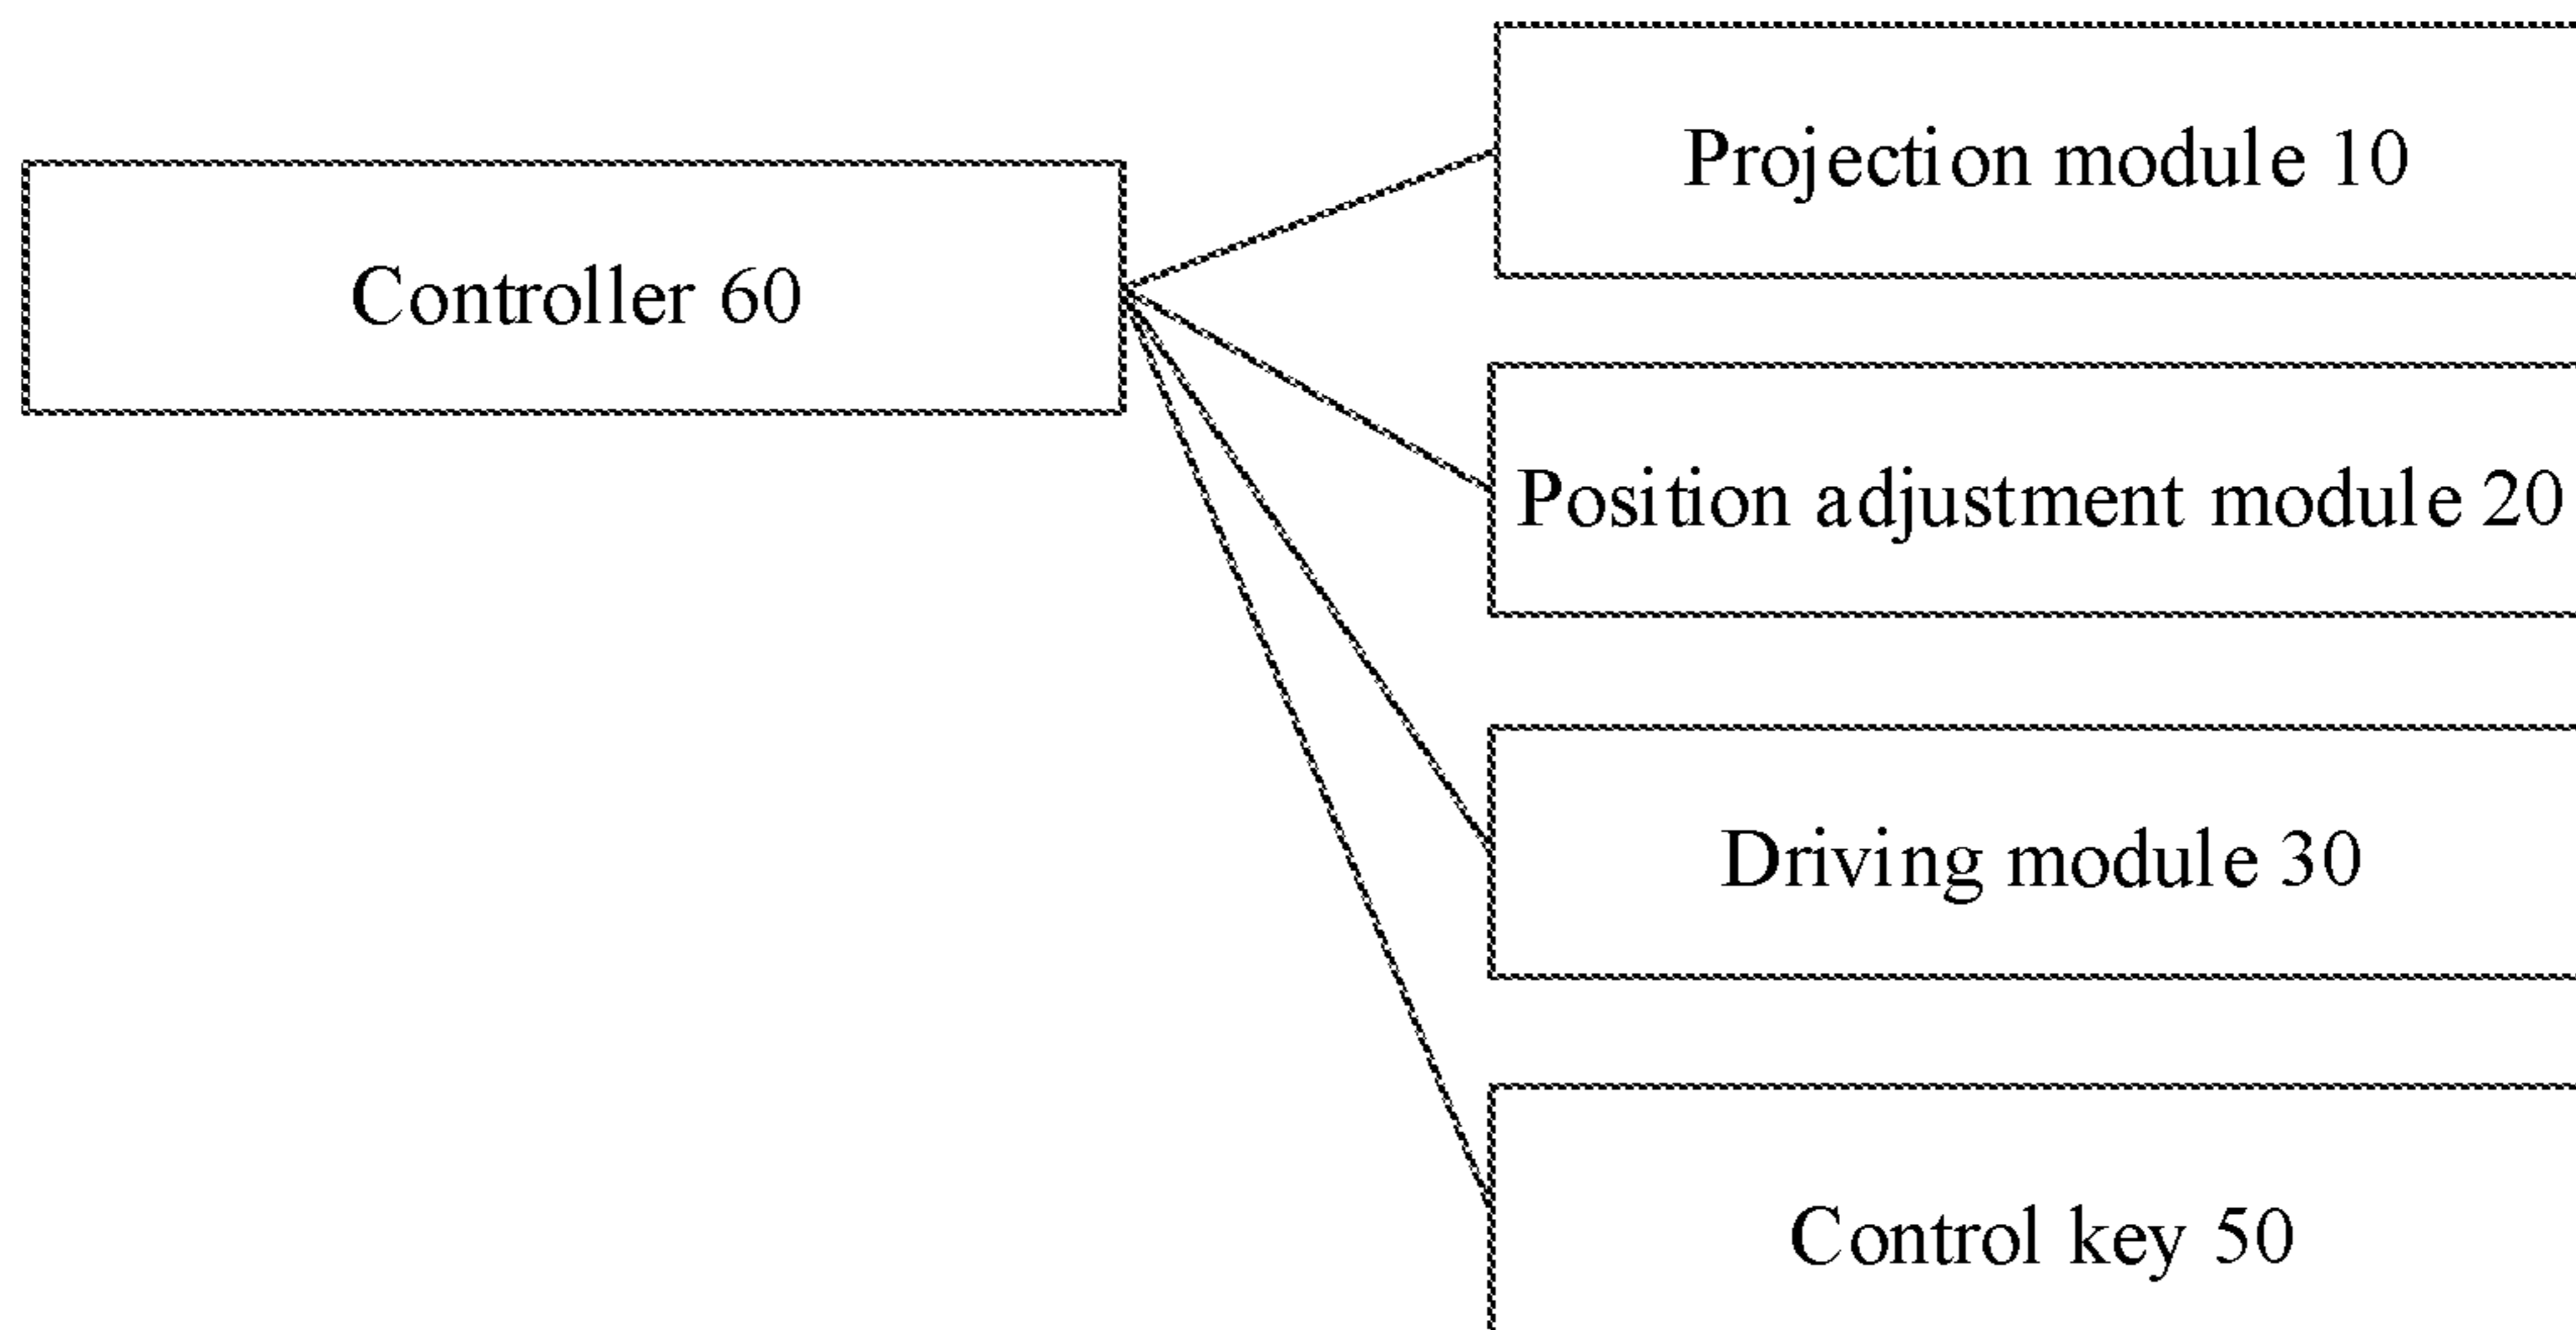 Projection module 10
Controller 60
Position adjustment module 20
Driving module 30
Control key 50